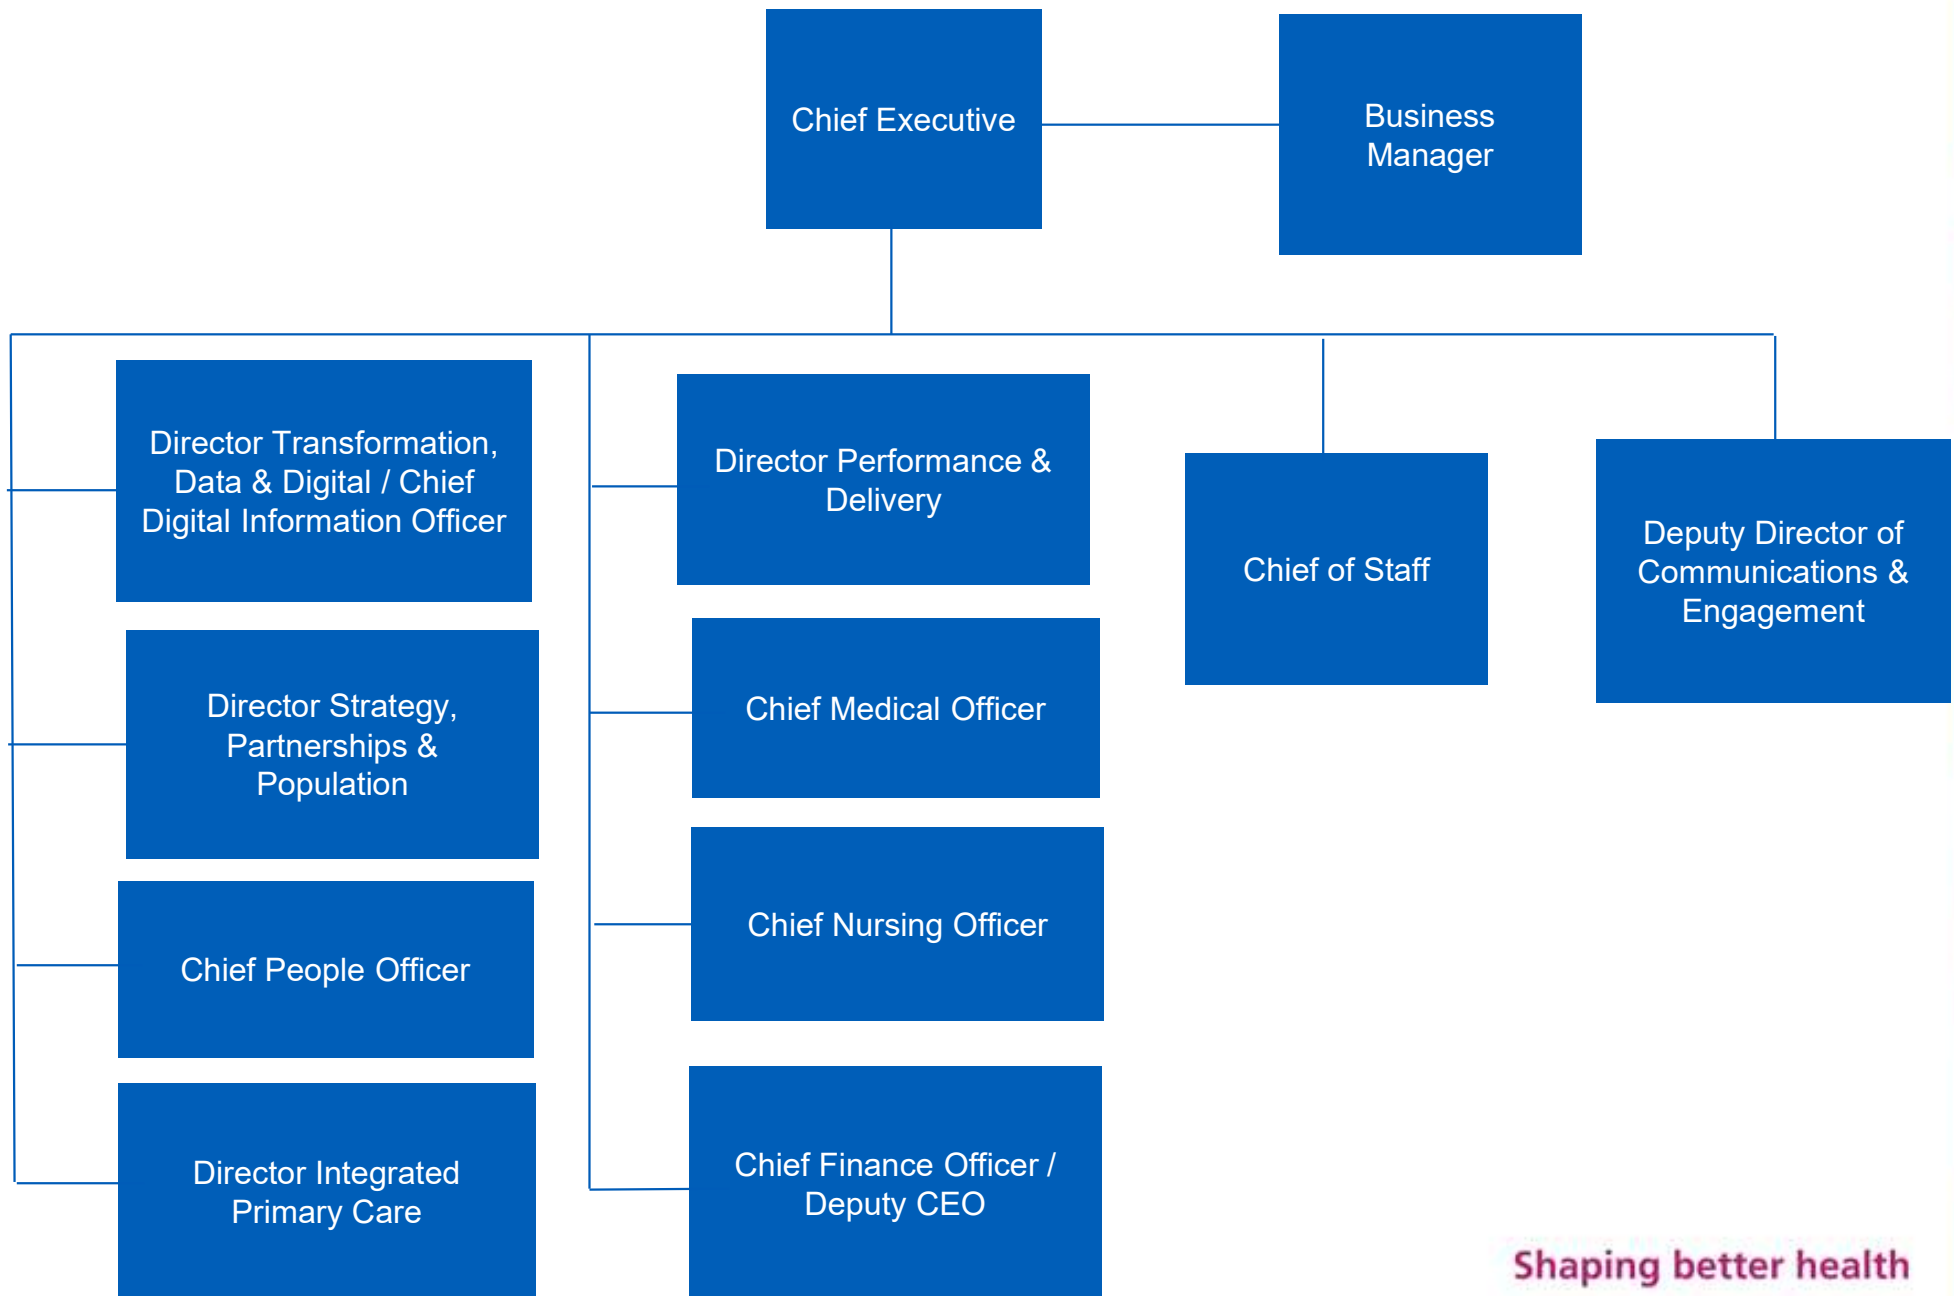 Chief Executive
Business
Manager
Director Transformation,
Data & Digital / Chief
Digital Information Officer
Director Strategy,
Partnerships &
Population
Chief People Officer
Director Integrated
Primary Care
Director Performance &
Delivery
Chief Medical Officer
Chief Nursing Officer
Chief Finance Officer /
Deputy CEO
Chief of Staff
Deputy Director of
Communications &
Engagement
Shaping better health